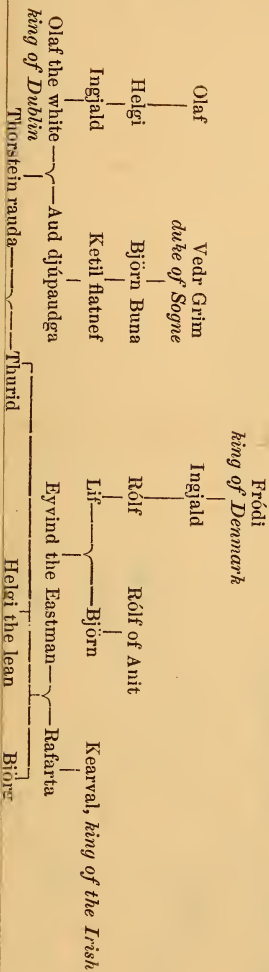 Fródi
king of Denmark
Olaf Vedr Grim Ingjald
duke of Sogne
Helgi Björn Buna Rólf Rólf of Anit
Ingjald Ketil flatnef Lif Björn Kearval, king of the Irish
Olaf the white Aud djúpaudga Eyvind the Eastman Rafarta
king of Dublin
Thorstein rauda Thurid Helgi the lean Björg